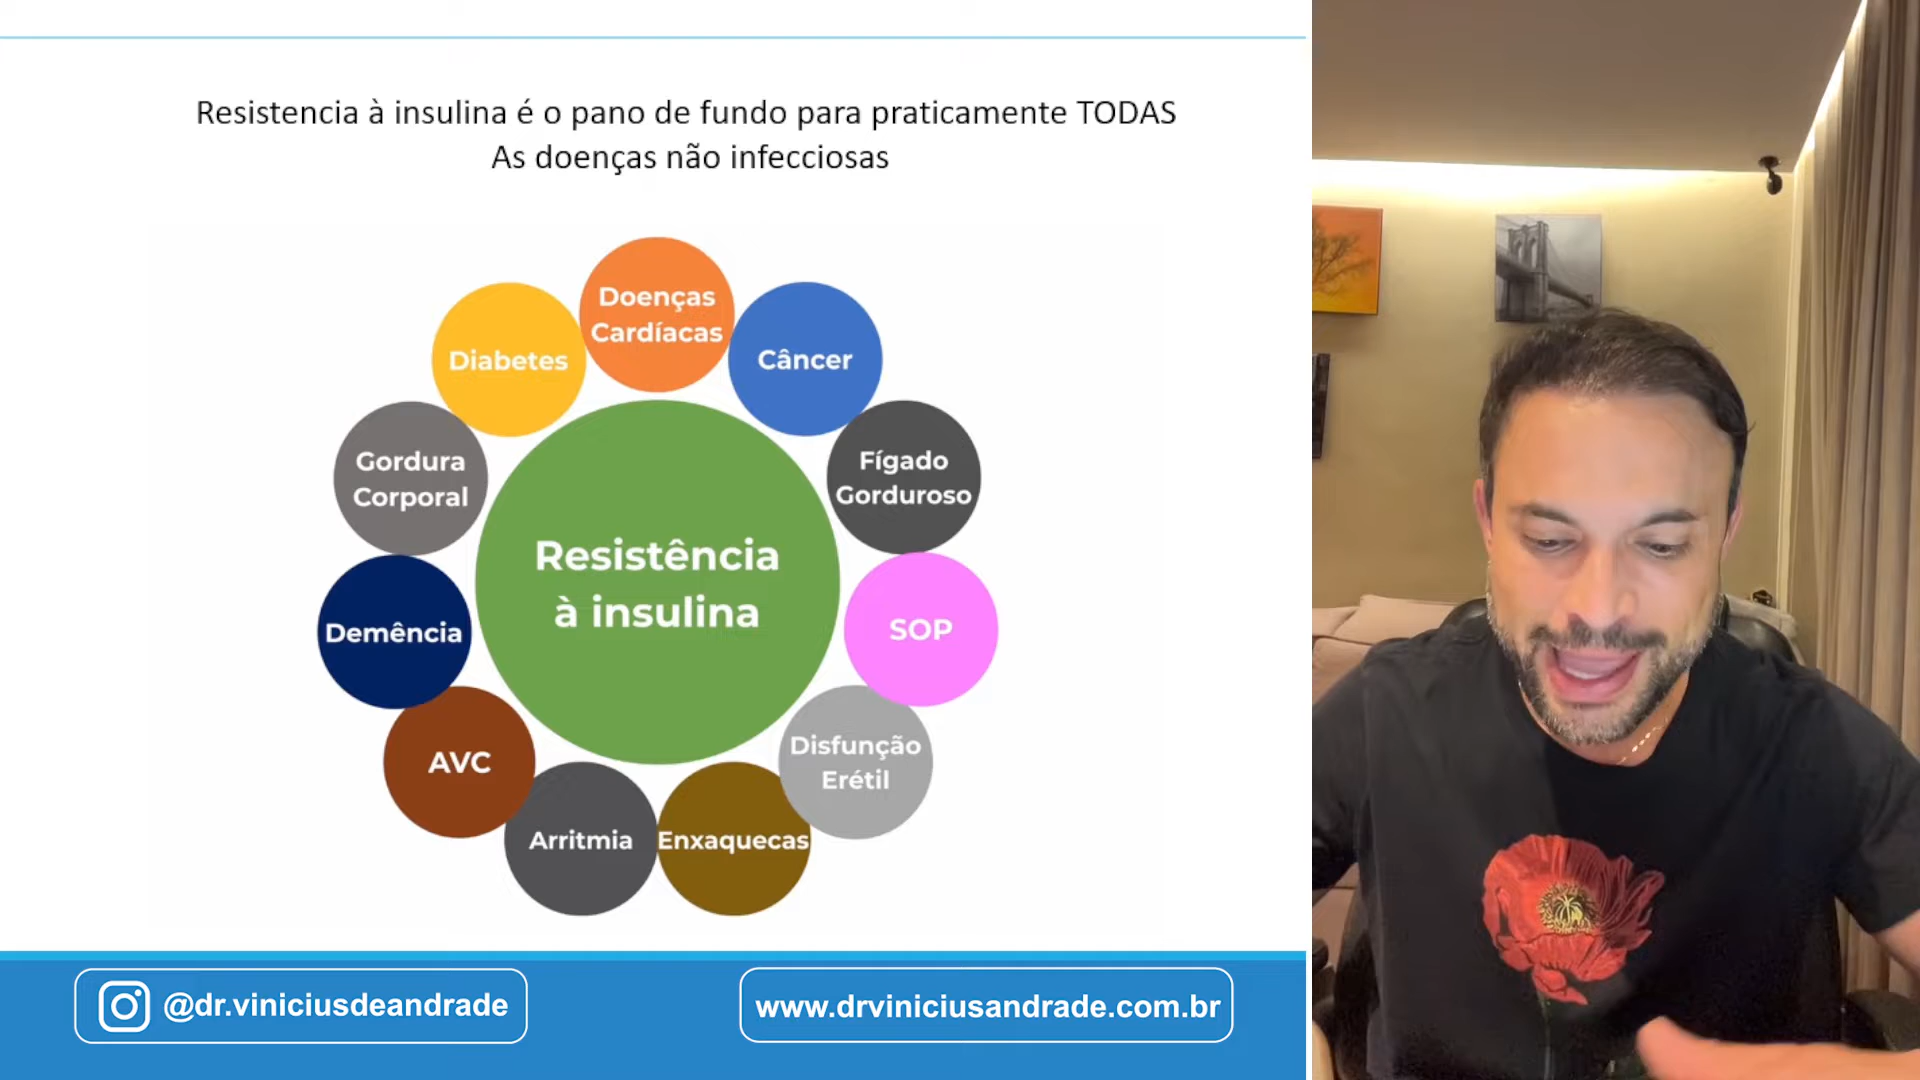 Resistencia à insulina é o pano de fundo para praticamente TODAS
As doenças não infecciosas
Doenças
Cardíacas
Diabetes
Câncer
Gordura
Corporal
Fígado
Gorduroso
Resistência
à insulina
Demência
SOP
AVC
Disfunção
Erétil
Arritmia
Enxaquecas
@dr.viniciusdeandrade
www.drviniciusandrade.com.br